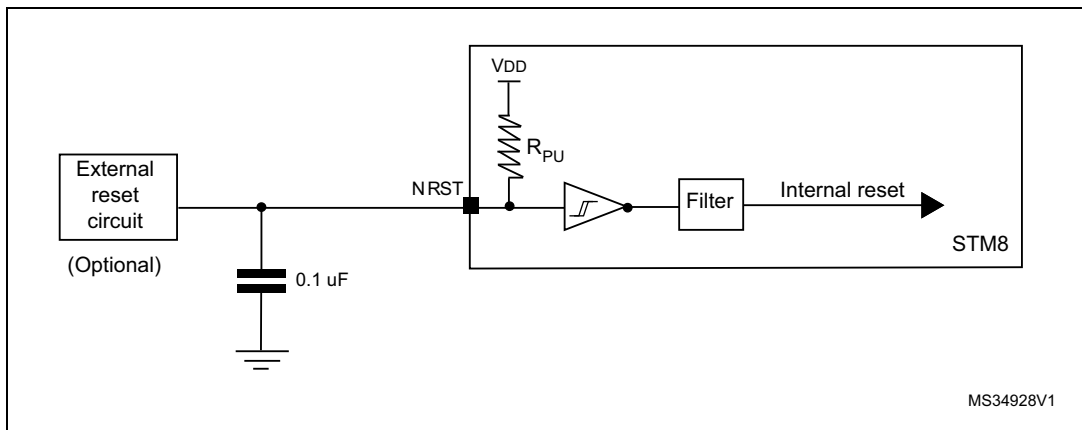 VDD
RPU
External
reset
circuit
(Optional)
NRST
Filter
Internal reset
STM8
0.1 uF
MS34928V1